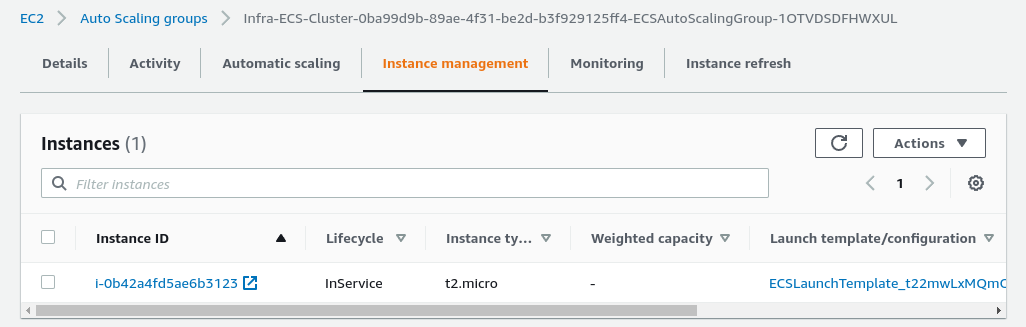 EC2 > Auto Scaling groups > Infra-ECS-Cluster-0ba99d9b-89ae-4f31-be2d-b3f929125ff4-ECSAutoScalingGroup-1OTVDSDFHWXUL
Details Activity Automatic scaling Instance management Monitoring Instance refresh
Instances (1)
Actions
Filter instances
1
Instance ID Lifecycle Instance ty... Weighted capacity Launch template/configuration
i-0b42a4fd5ae6b3123 InService t2.micro - ECSLaunchTemplate_t22mwLxMQm